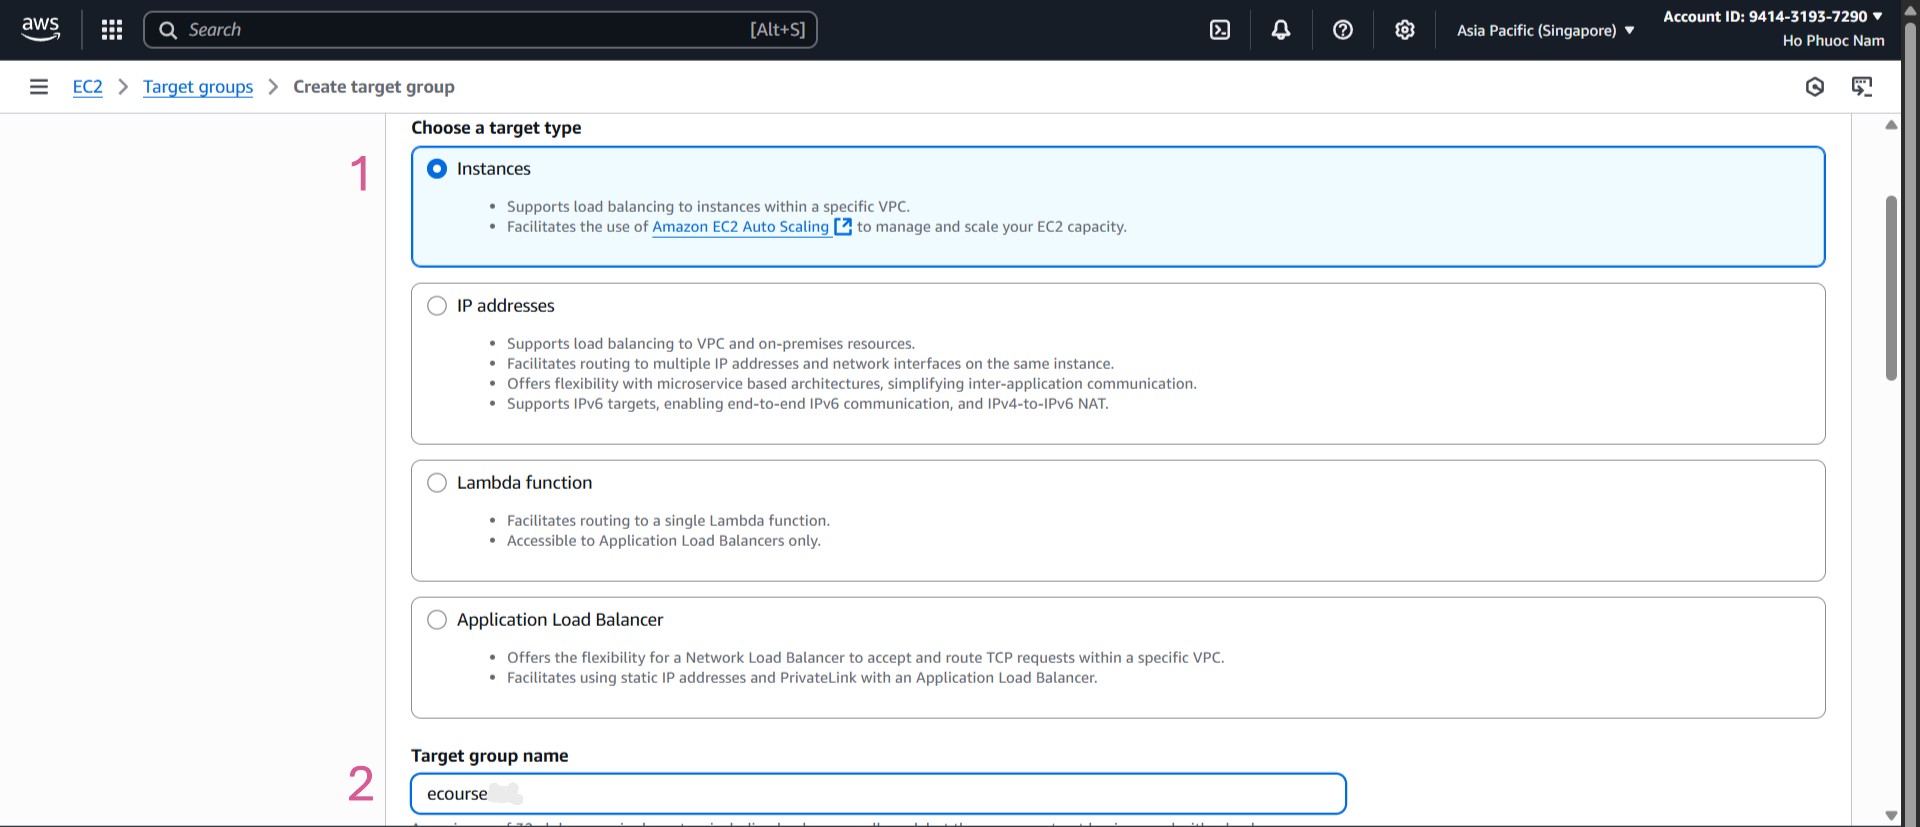 aws
Search
[Alt+S]
Asia Pacific (Singapore)
Account ID: 9414-3193-7290
Ho Phuoc Nam
EC2
Target groups
Create target group
Choose a target type
1
Instances
• Supports load balancing to instances within a specific VPC.
• Facilitates the use of Amazon EC2 Auto Scaling to manage and scale your EC2 capacity.
IP addresses
• Supports load balancing to VPC and on-premises resources.
• Facilitates routing to multiple IP addresses and network interfaces on the same instance.
• Offers flexibility with microservice based architectures, simplifying inter-application communication.
• Supports IPv6 targets, enabling end-to-end IPv6 communication, and IPv4-to-IPv6 NAT.
Lambda function
• Facilitates routing to a single Lambda function.
• Accessible to Application Load Balancers only.
Application Load Balancer
• Offers the flexibility for a Network Load Balancer to accept and route TCP requests within a specific VPC.
• Facilitates using static IP addresses and PrivateLink with an Application Load Balancer.
Target group name
2
ecourse